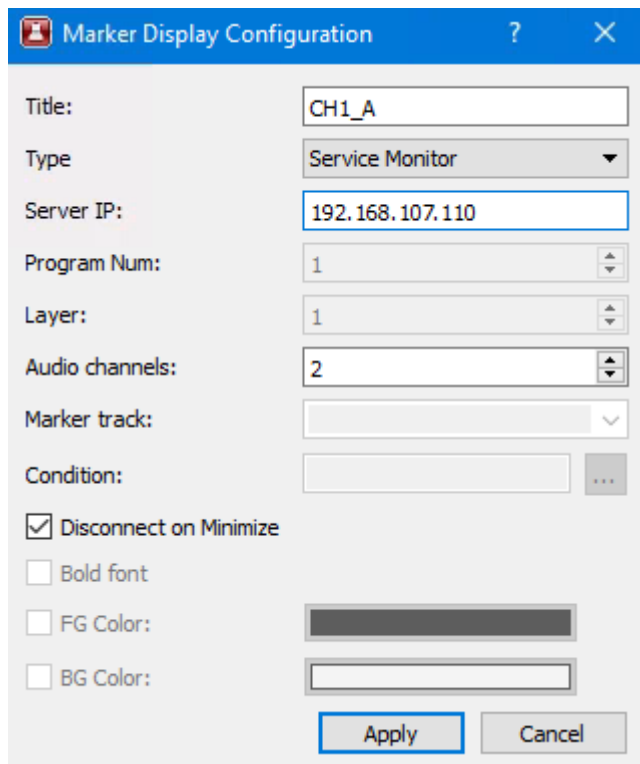 Marker Display Configuration ? ×
Title: CH1_A
Type Service Monitor
Server IP: 192.168.107.110
Program Num: 1
Layer: 1
Audio channels: 2
Marker track:
Condition: ...
Disconnect on Minimize
Bold font
FG Color:
BG Color:
Apply Cancel